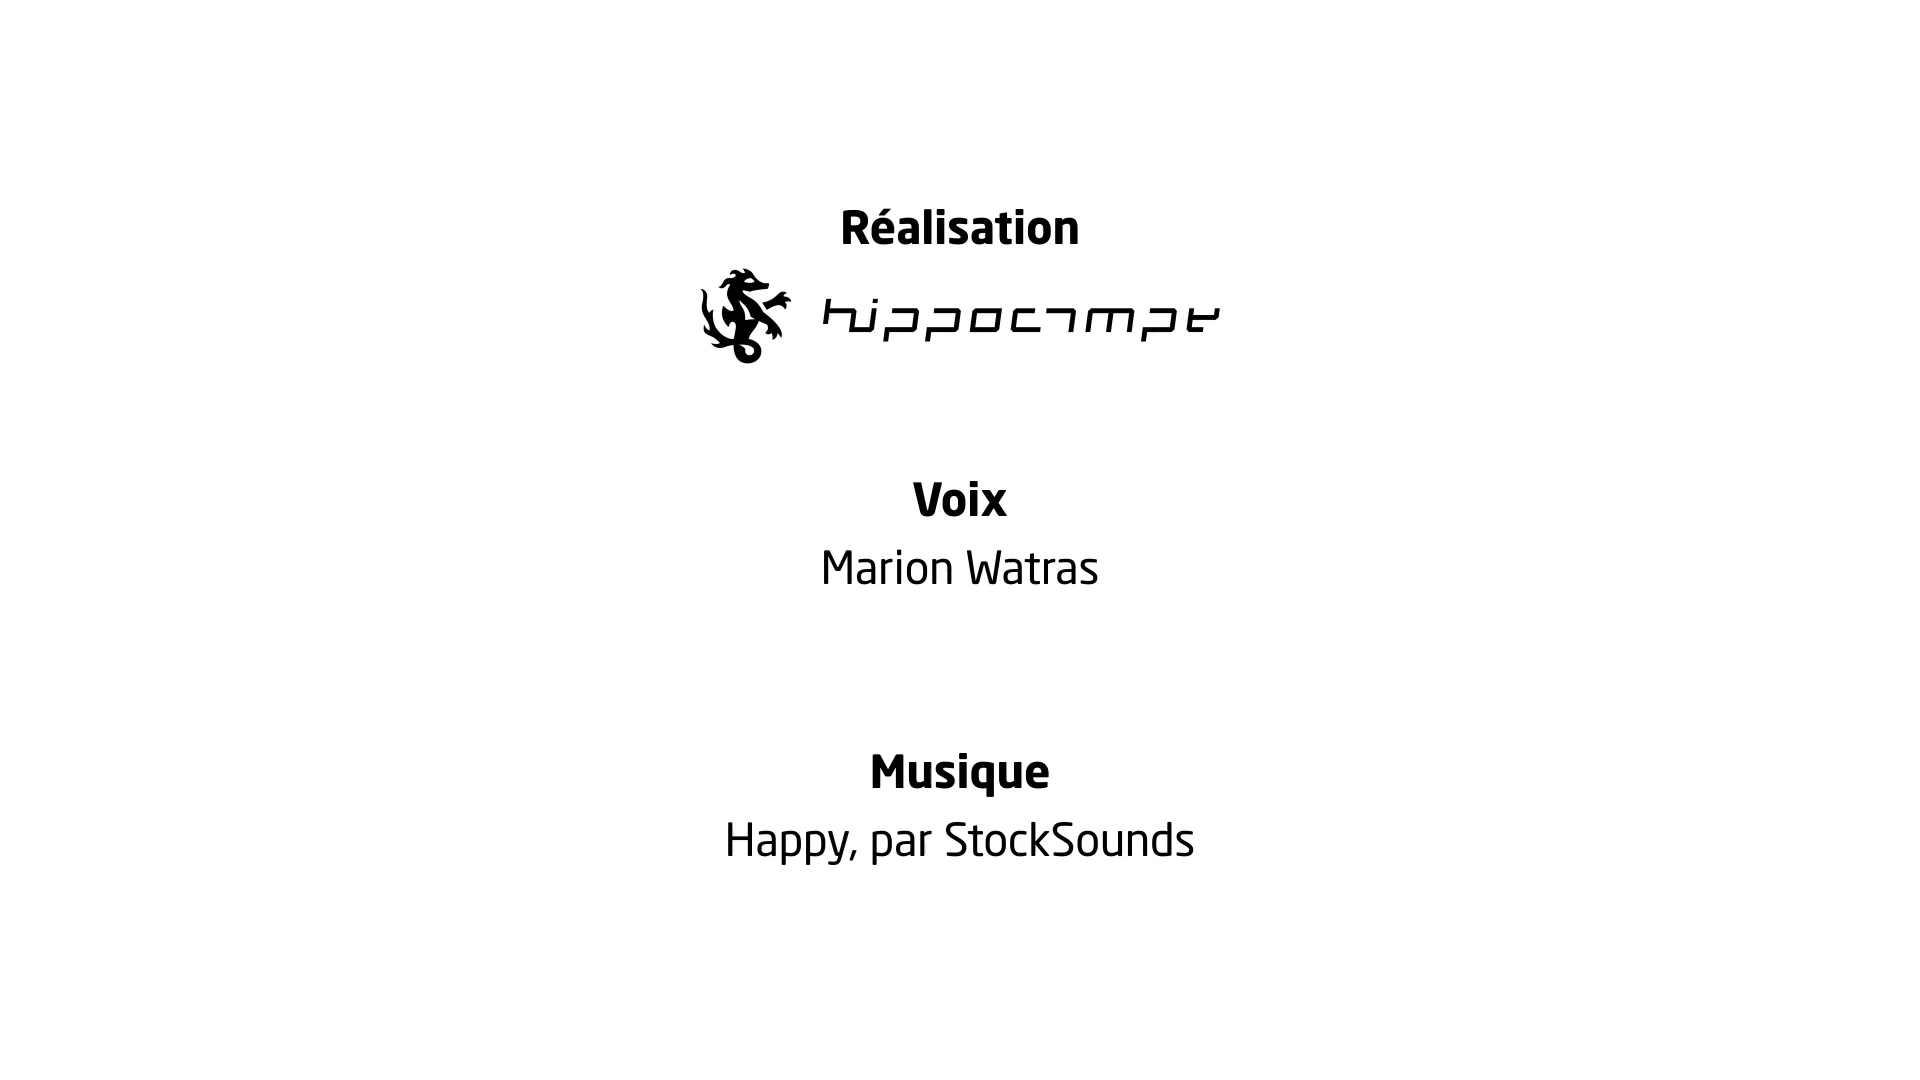 Réalisation
hippocampe
Voix
Marion Watras
Musique
Happy, par StockSounds